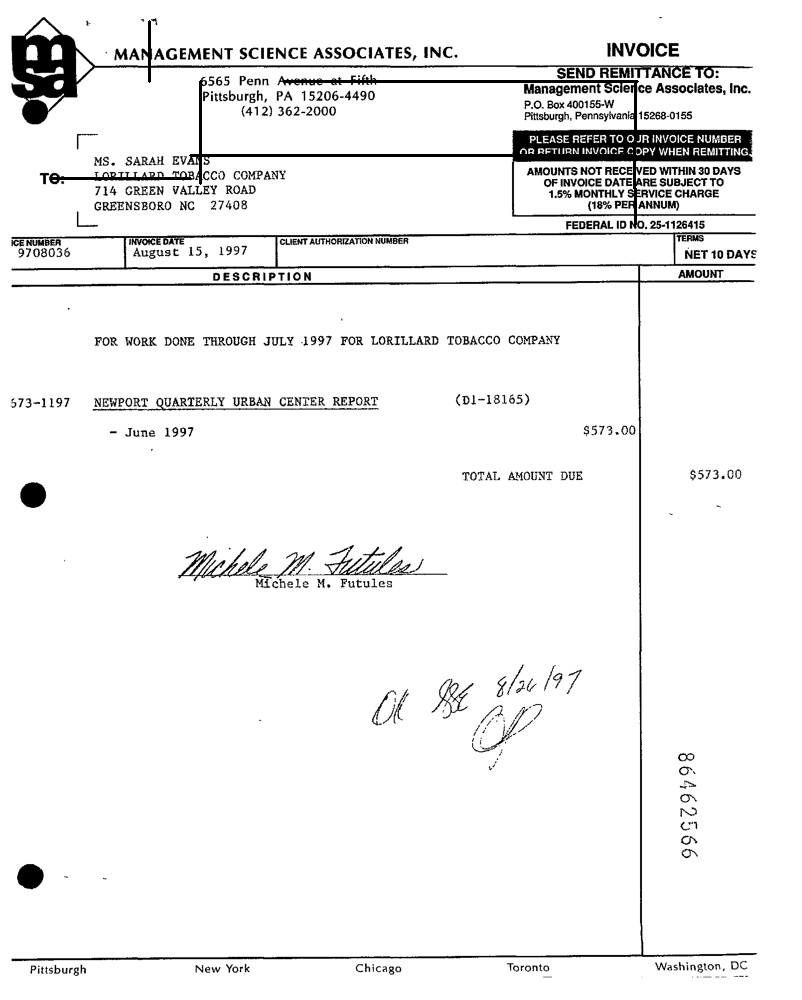 msa
MANAGEMENT SCIENCE ASSOCIATES, INC.
6565 Penn Avenue at Fifth
Pittsburgh, PA 15206-4490
(412) 362-2000
INVOICE
SEND REMITTANCE TO:
Management Science Associates, Inc.
P.O. Box 400155-W
Pittsburgh, Pennsylvania 15268-0155
PLEASE REFER TO OUR INVOICE NUMBER
OR RETURN INVOICE COPY WHEN REMITTING.
AMOUNTS NOT RECEIVED WITHIN 30 DAYS
OF INVOICE DATE ARE SUBJECT TO
1.5% MONTHLY SERVICE CHARGE
(18% PER ANNUM)
FEDERAL ID NO. 25-1126415
TO:
MS. SARAH EVANS
LORILLARD TOBACCO COMPANY
714 GREEN VALLEY ROAD
GREENSBORO NC 27408
ICE NUMBER INVOICE DATE CLIENT AUTHORIZATION NUMBER TERMS
9708036 August 15, 1997 NET 10 DAYS
DESCRIPTION AMOUNT
FOR WORK DONE THROUGH JULY 1997 FOR LORILLARD TOBACCO COMPANY
673-1197 NEWPORT QUARTERLY URBAN CENTER REPORT (D1-18165)
- June 1997 $573.00
TOTAL AMOUNT DUE $573.00
Michele M. Futules
Michele M. Futules
OK 8/26/97
86462566
Pittsburgh New York Chicago Toronto Washington, DC